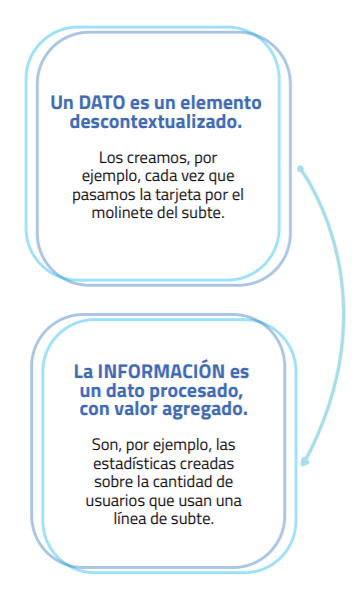 Un DATO es un elemento
descontextualizado.
Los creamos, por
ejemplo, cada vez que
pasamos la tarjeta por el
molinete del subte.
La INFORMACIÓN es
un dato procesado,
con valor agregado.
Son, por ejemplo, las
estadísticas creadas
sobre la cantidad de
usuarios que usan una
línea de subte.